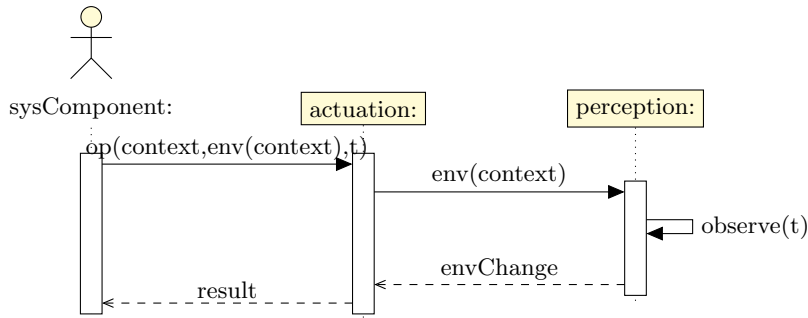 sysComponent:
actuation:
perception:
op(context,env(context),t)
env(context)
observe(t)
envChange
result